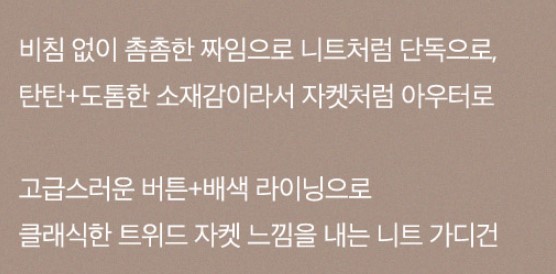 비침 없이 촘촘한 짜임으로 니트처럼 단독으로,
탄탄+도톰한 소재감이라서 자켓처럼 아우터로
고급스러운 버튼+배색 라이닝으로
클래식한 트위드 자켓 느낌을 내는 니트 가디건